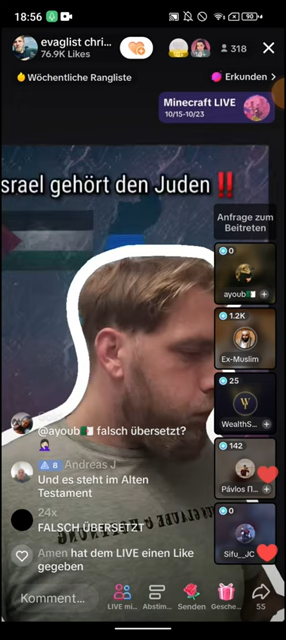 18:56
90
evaglist chri...
76.9K Likes
318
Wöchentliche Rangliste
Erkunden
Minecraft LIVE
10/15-10/23
srael gehört den Juden ‼️
Anfrage zum
Beitreten
0
ayoub🇩🇿
1.2K
Ex-Muslim
25
W
WealthS...
142
Pávlos Π...
0
Sifu__JC
@ayoub🇩🇿 falsch übersetzt?
🤦🏻‍♀️
8 Andreas J
Und es steht im Alten
Testament
24x
FALSCH ÜBERSETZT
Amen hat dem LIVE einen Like
gegeben
Komment...
LIVE mi...
Abstim...
Senden
Gesche...
55